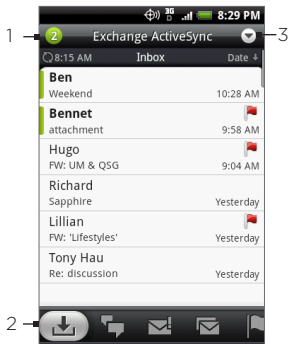 3G
D
8:29 PM
1
2
Exchange ActiveSync
3
8:15 AM
Inbox
Date
Ben
Weekend
10:28 AM
Bennet
attachment
9:58 AM
Hugo
FW: UM & QSG
9:04 AM
Richard
Sapphire
Yesterday
Lillian
FW: 'Lifestyles'
Yesterday
Tony Hau
Re: discussion
Yesterday
2